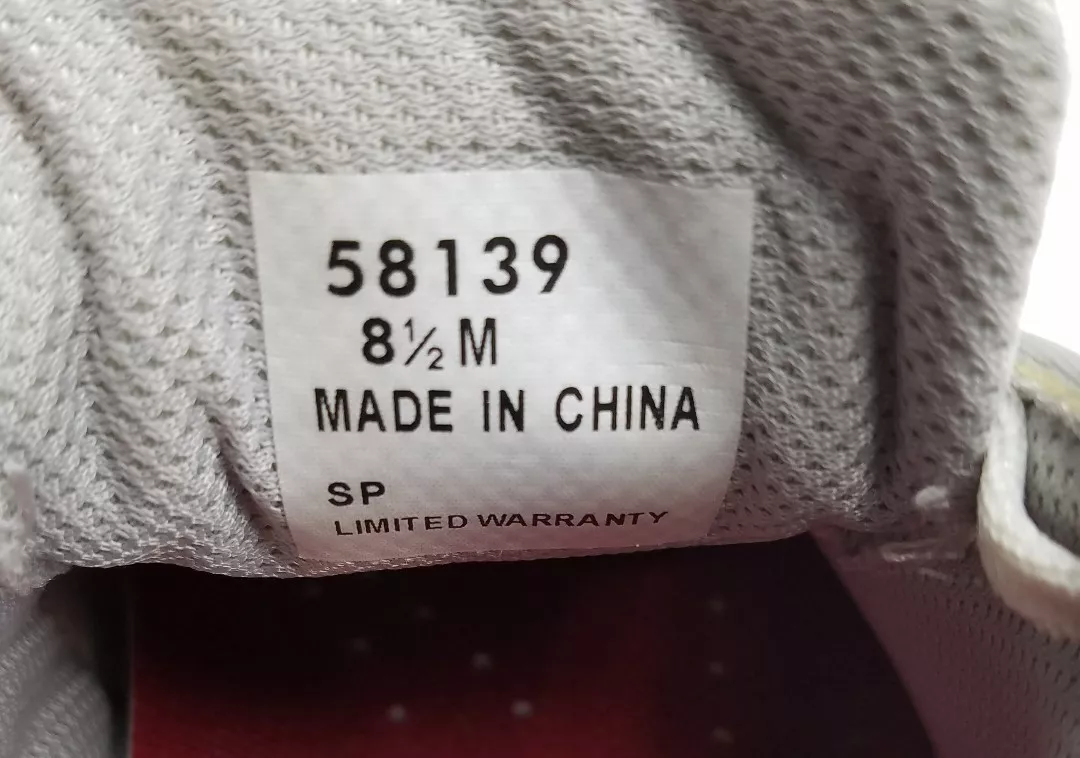 58139
8½ M
MADE IN CHINA
SP
LIMITED WARRANTY